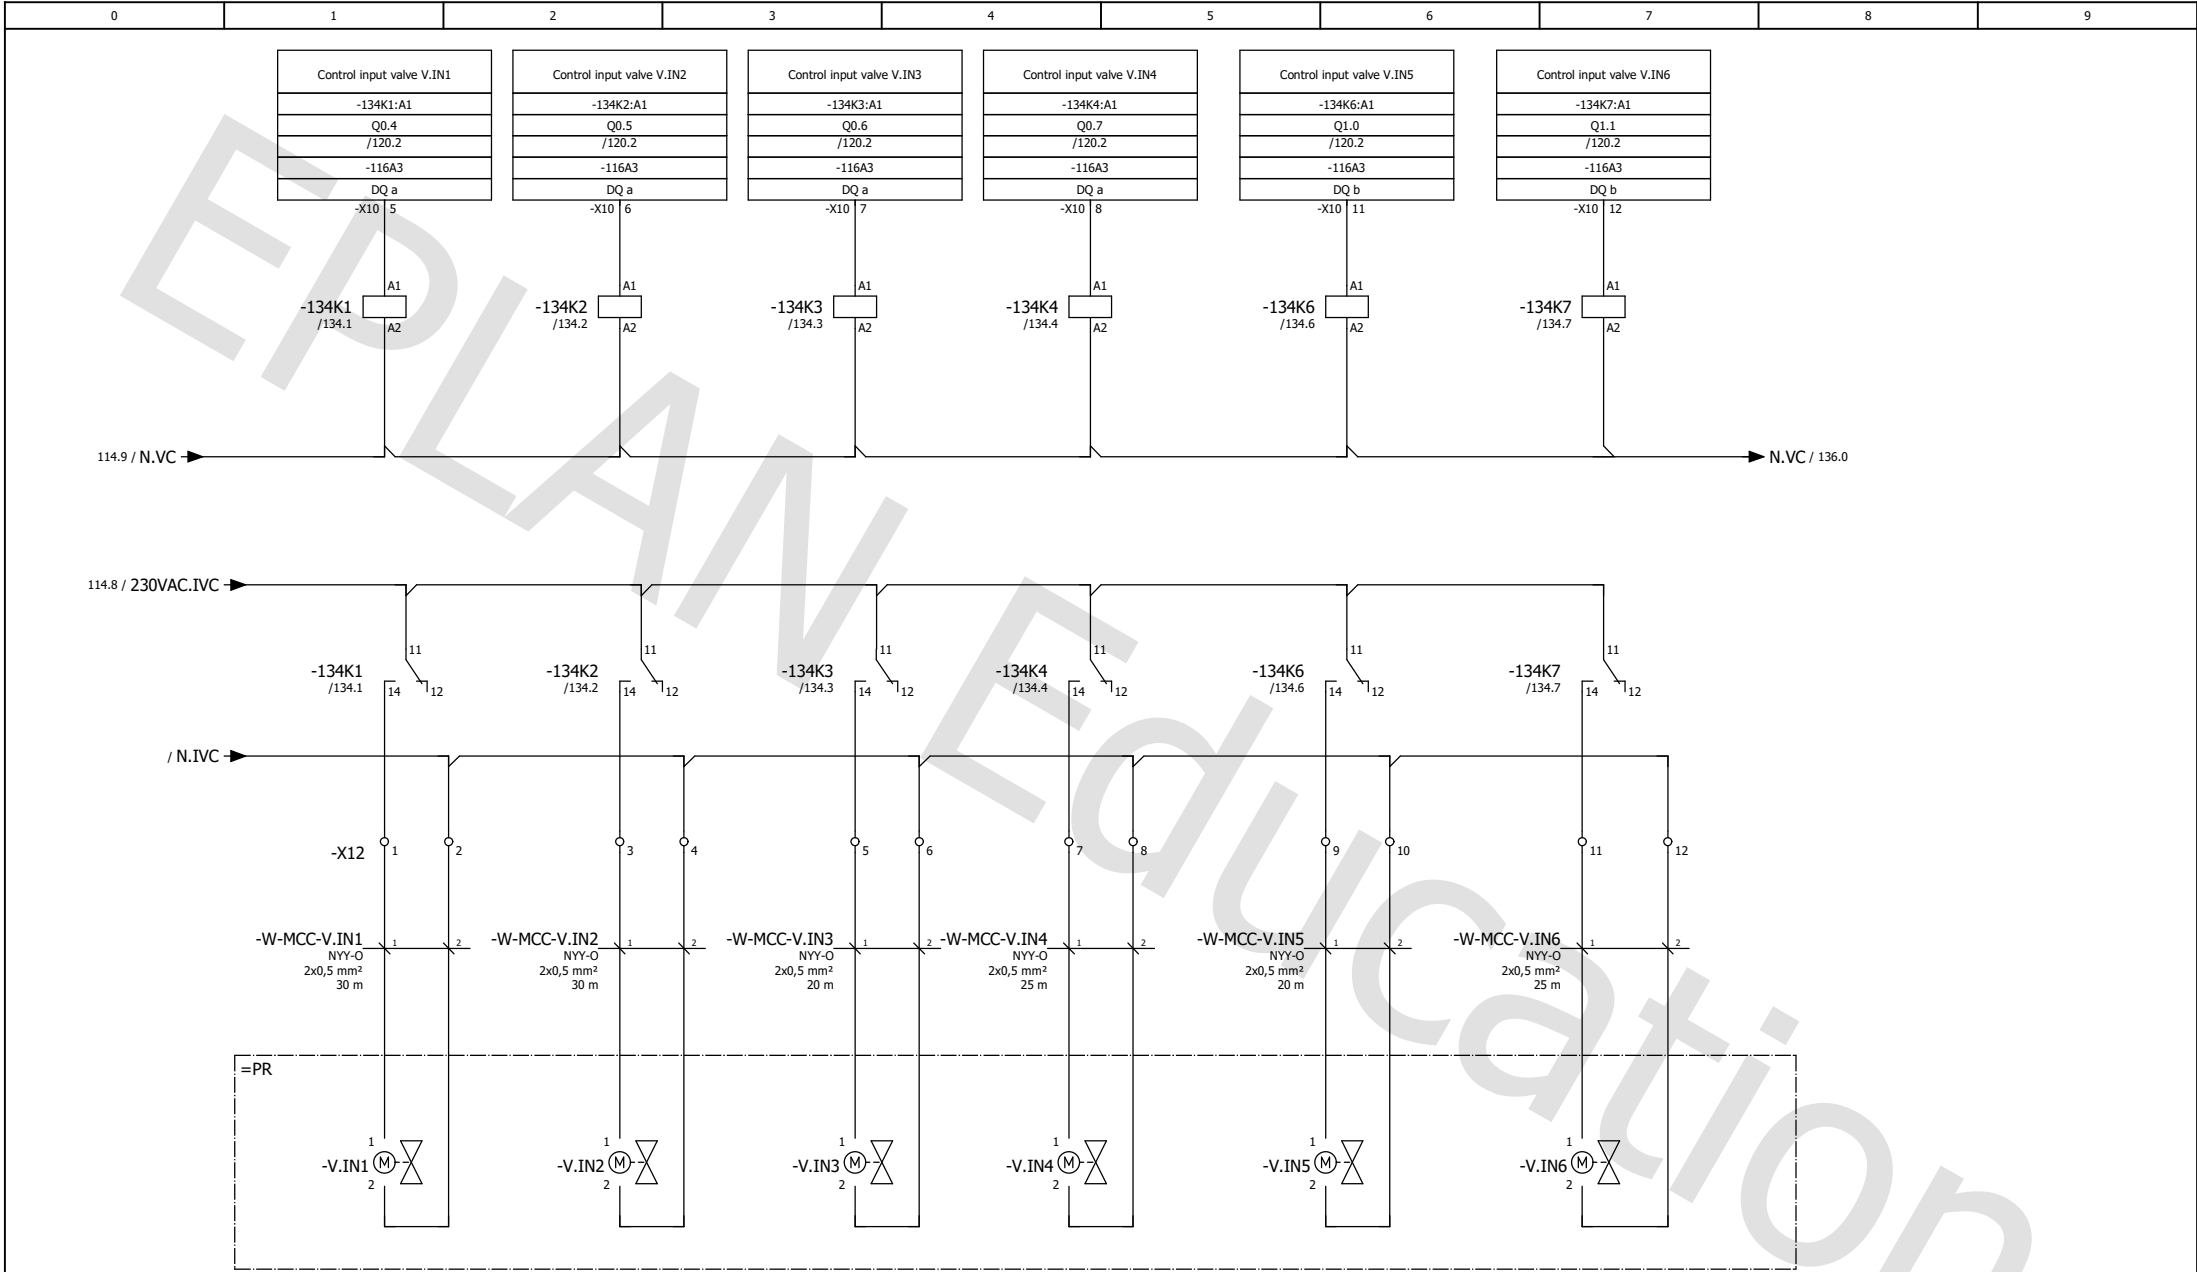 0 1 2 3 4 5 6 7 8 9
Control input valve V.IN1 Control input valve V.IN2 Control input valve V.IN3 Control input valve V.IN4 Control input valve V.IN5 Control input valve V.IN6
-134K1:A1 -134K2:A1 -134K3:A1 -134K4:A1 -134K6:A1 -134K7:A1
Q0.4 Q0.5 Q0.6 Q0.7 Q1.0 Q1.1
/120.2 /120.2 /120.2 /120.2 /120.2 /120.2
-116A3 -116A3 -116A3 -116A3 -116A3 -116A3
DQ a DQ a DQ a DQ a DQ b DQ b
-X10 5 -X10 6 -X10 7 -X10 8 -X10 11 -X10 12
A1 A1 A1 A1 A1 A1
-134K1 -134K2 -134K3 -134K4 -134K6 -134K7
/134.1 /134.2 /134.3 /134.4 /134.6 /134.7
A2 A2 A2 A2 A2 A2
114.9 / N.VC N.VC / 136.0
114.8 / 230VAC.IVC
11 11 11 11 11 11
-134K1 -134K2 -134K3 -134K4 -134K6 -134K7
/134.1 /134.2 /134.3 /134.4 /134.6 /134.7
14 12 14 12 14 12 14 12 14 12 14 12
/ N.IVC
-X12 1 2 3 4 5 6 7 8 9 10 11 12
-W-MCC-V.IN1 1 2 -W-MCC-V.IN2 1 2 -W-MCC-V.IN3 1 2 -W-MCC-V.IN4 1 2 -W-MCC-V.IN5 1 2 -W-MCC-V.IN6 1 2
NYY-O NYY-O NYY-O NYY-O NYY-O NYY-O
2x0,5 mm² 2x0,5 mm² 2x0,5 mm² 2x0,5 mm² 2x0,5 mm² 2x0,5 mm²
30 m 30 m 20 m 25 m 20 m 25 m
=PR
1 1 1 1 1 1
-V.IN1 M -V.IN2 M -V.IN3 M -V.IN4 M -V.IN5 M -V.IN6 M
2 2 2 2 2 2
EPLAN Education